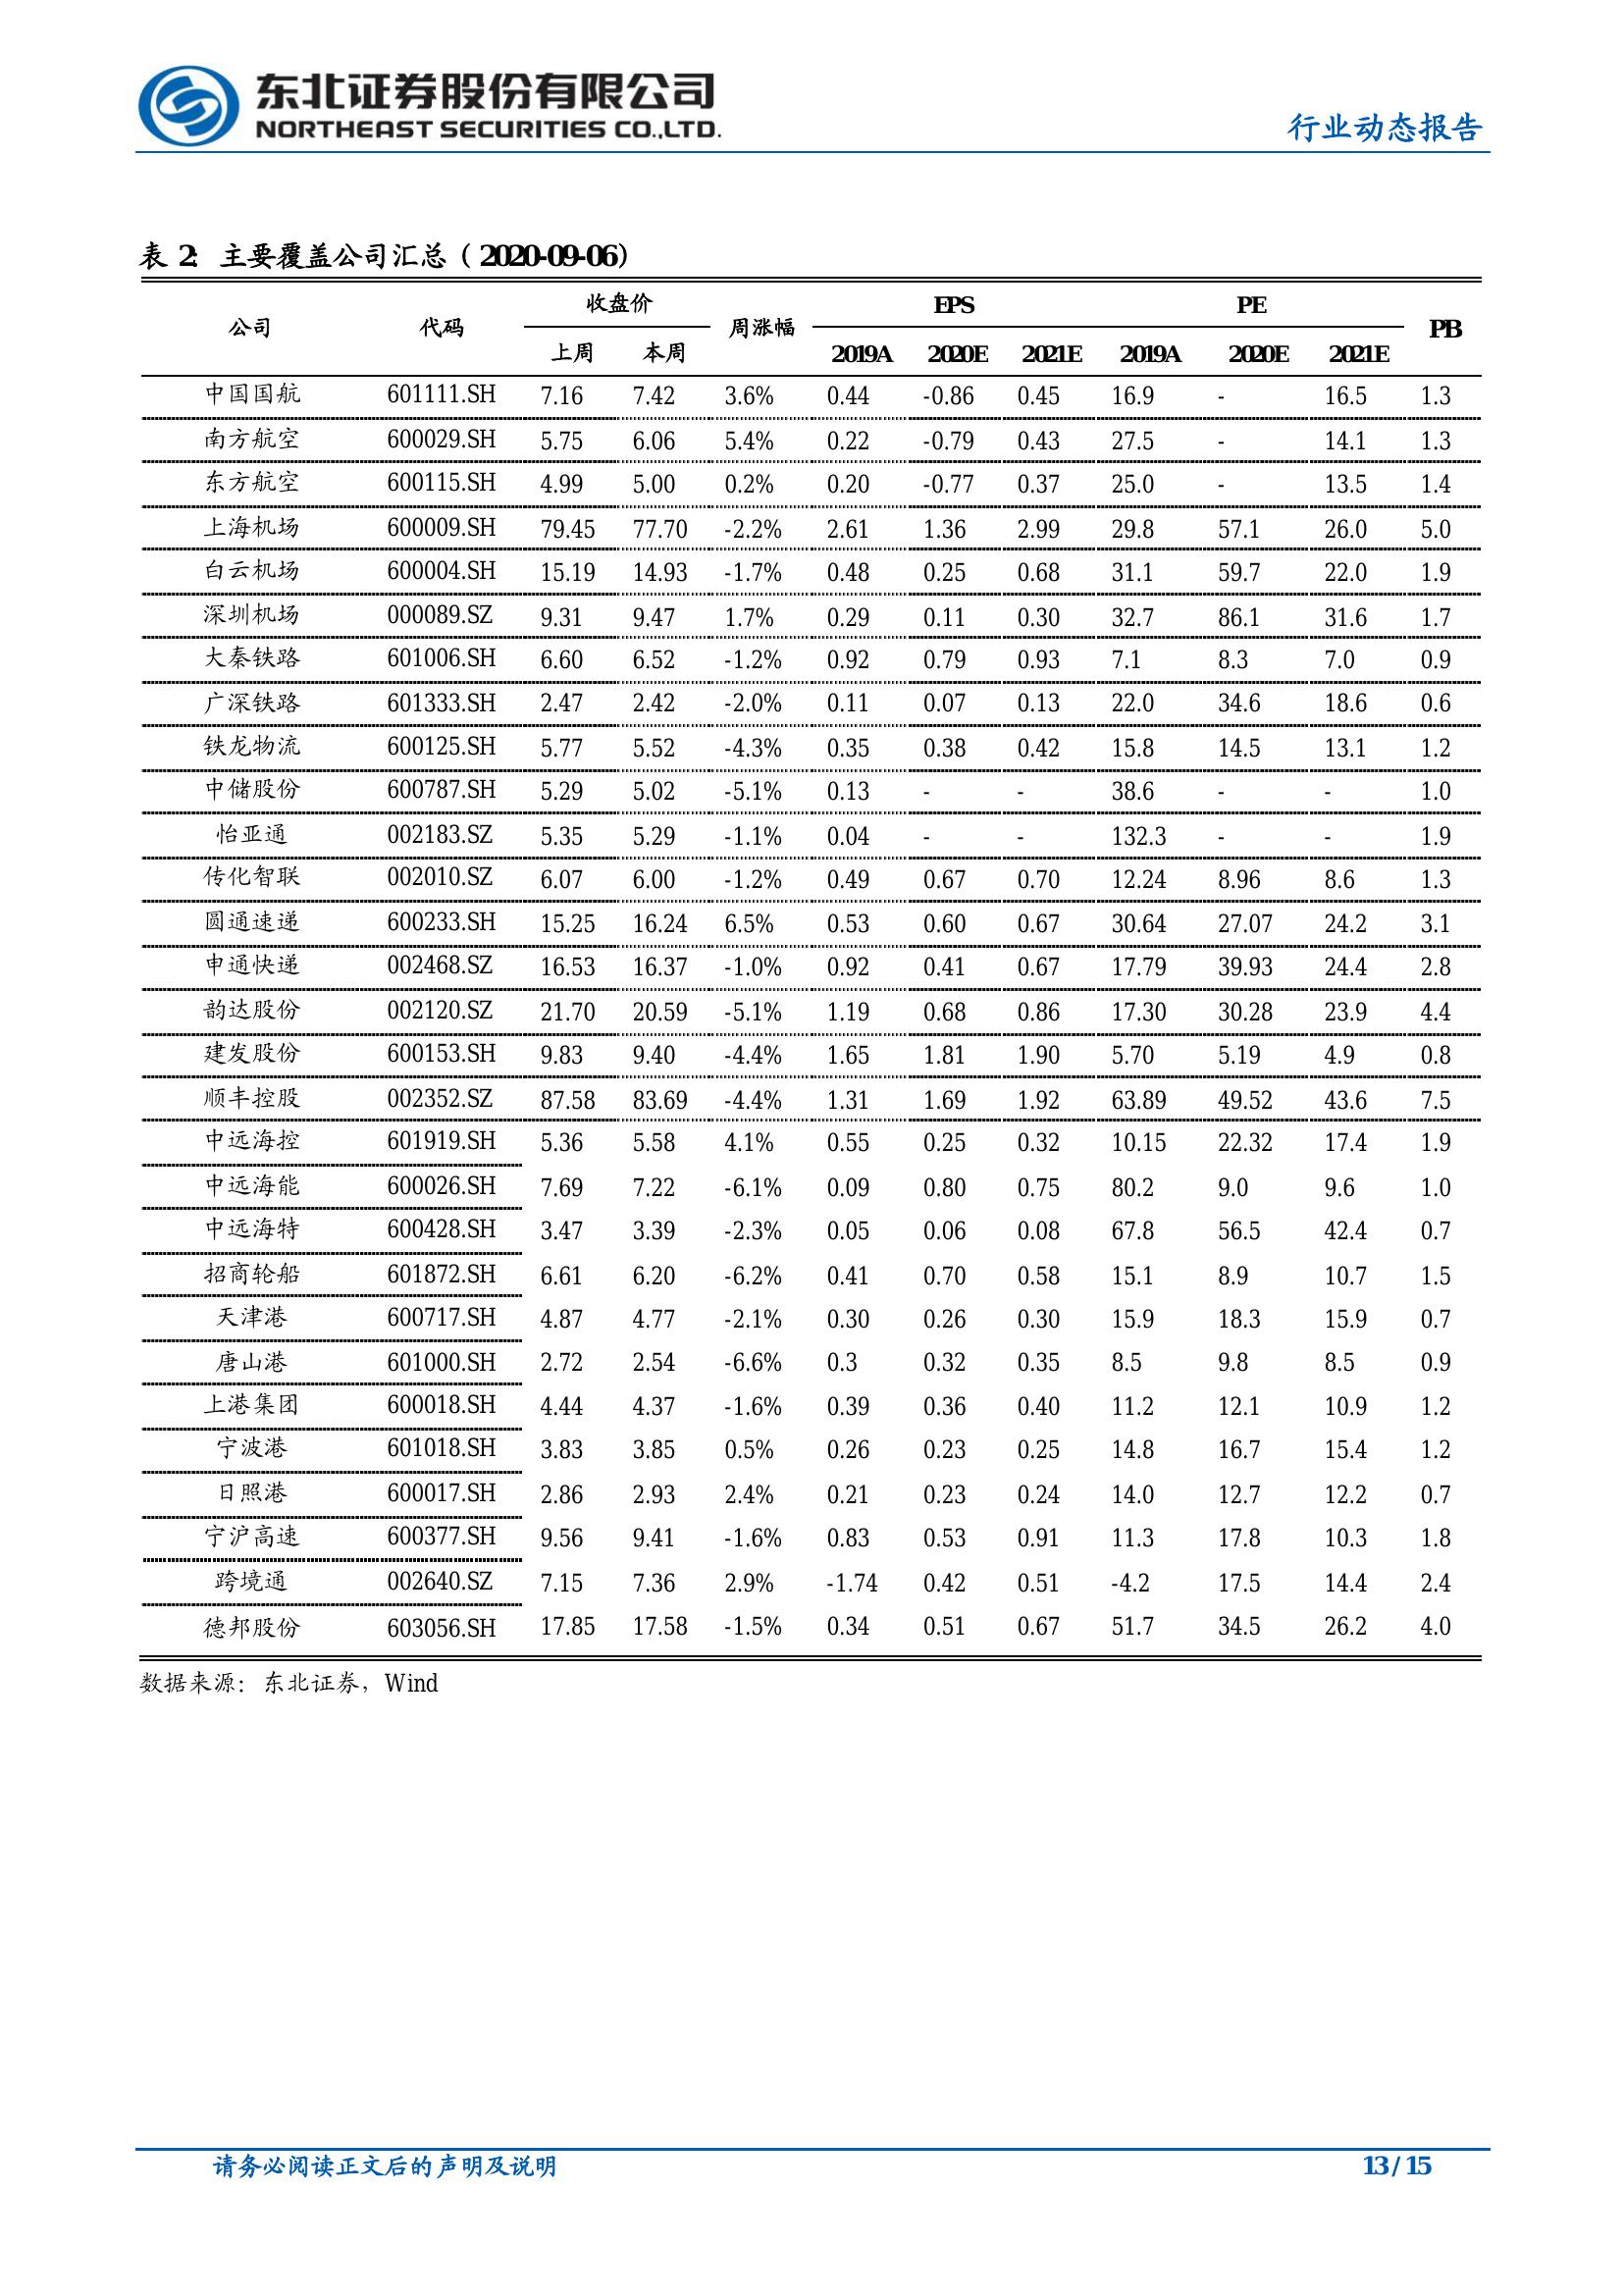 东北证券股份有限公司
NORTHEAST SECURITIES CO.,LTD.
行业动态报告
表 2: 主要覆盖公司汇总（2020-09-06）
公司 代码 收盘价 周涨幅 EPS PE PB
上周 本周 2019A 2020E 2021E 2019A 2020E 2021E
中国国航 601111.SH 7.16 7.42 3.6% 0.44 -0.86 0.45 16.9 - 16.5 1.3
南方航空 600029.SH 5.75 6.06 5.4% 0.22 -0.79 0.43 27.5 - 14.1 1.3
东方航空 600115.SH 4.99 5.00 0.2% 0.20 -0.77 0.37 25.0 - 13.5 1.4
上海机场 600009.SH 79.45 77.70 -2.2% 2.61 1.36 2.99 29.8 57.1 26.0 5.0
白云机场 600004.SH 15.19 14.93 -1.7% 0.48 0.25 0.68 31.1 59.7 22.0 1.9
深圳机场 000089.SZ 9.31 9.47 1.7% 0.29 0.11 0.30 32.7 86.1 31.6 1.7
大秦铁路 601006.SH 6.60 6.52 -1.2% 0.92 0.79 0.93 7.1 8.3 7.0 0.9
广深铁路 601333.SH 2.47 2.42 -2.0% 0.11 0.07 0.13 22.0 34.6 18.6 0.6
铁龙物流 600125.SH 5.77 5.52 -4.3% 0.35 0.38 0.42 15.8 14.5 13.1 1.2
中储股份 600787.SH 5.29 5.02 -5.1% 0.13 - - 38.6 - - 1.0
怡亚通 002183.SZ 5.35 5.29 -1.1% 0.04 - - 132.3 - - 1.9
传化智联 002010.SZ 6.07 6.00 -1.2% 0.49 0.67 0.70 12.24 8.96 8.6 1.3
圆通速递 600233.SH 15.25 16.24 6.5% 0.53 0.60 0.67 30.64 27.07 24.2 3.1
申通快递 002468.SZ 16.53 16.37 -1.0% 0.92 0.41 0.67 17.79 39.93 24.4 2.8
韵达股份 002120.SZ 21.70 20.59 -5.1% 1.19 0.68 0.86 17.30 30.28 23.9 4.4
建发股份 600153.SH 9.83 9.40 -4.4% 1.65 1.81 1.90 5.70 5.19 4.9 0.8
顺丰控股 002352.SZ 87.58 83.69 -4.4% 1.31 1.69 1.92 63.89 49.52 43.6 7.5
中远海控 601919.SH 5.36 5.58 4.1% 0.55 0.25 0.32 10.15 22.32 17.4 1.9
中远海能 600026.SH 7.69 7.22 -6.1% 0.09 0.80 0.75 80.2 9.0 9.6 1.0
中远海特 600428.SH 3.47 3.39 -2.3% 0.05 0.06 0.08 67.8 56.5 42.4 0.7
招商轮船 601872.SH 6.61 6.20 -6.2% 0.41 0.70 0.58 15.1 8.9 10.7 1.5
天津港 600717.SH 4.87 4.77 -2.1% 0.30 0.26 0.30 15.9 18.3 15.9 0.7
唐山港 601000.SH 2.72 2.54 -6.6% 0.3 0.32 0.35 8.5 9.8 8.5 0.9
上港集团 600018.SH 4.44 4.37 -1.6% 0.39 0.36 0.40 11.2 12.1 10.9 1.2
宁波港 601018.SH 3.83 3.85 0.5% 0.26 0.23 0.25 14.8 16.7 15.4 1.2
日照港 600017.SH 2.86 2.93 2.4% 0.21 0.23 0.24 14.0 12.7 12.2 0.7
宁沪高速 600377.SH 9.56 9.41 -1.6% 0.83 0.53 0.91 11.3 17.8 10.3 1.8
跨境通 002640.SZ 7.15 7.36 2.9% -1.74 0.42 0.51 -4.2 17.5 14.4 2.4
德邦股份 603056.SH 17.85 17.58 -1.5% 0.34 0.51 0.67 51.7 34.5 26.2 4.0
数据来源：东北证券，Wind
请务必阅读正文后的声明及说明 13 / 15